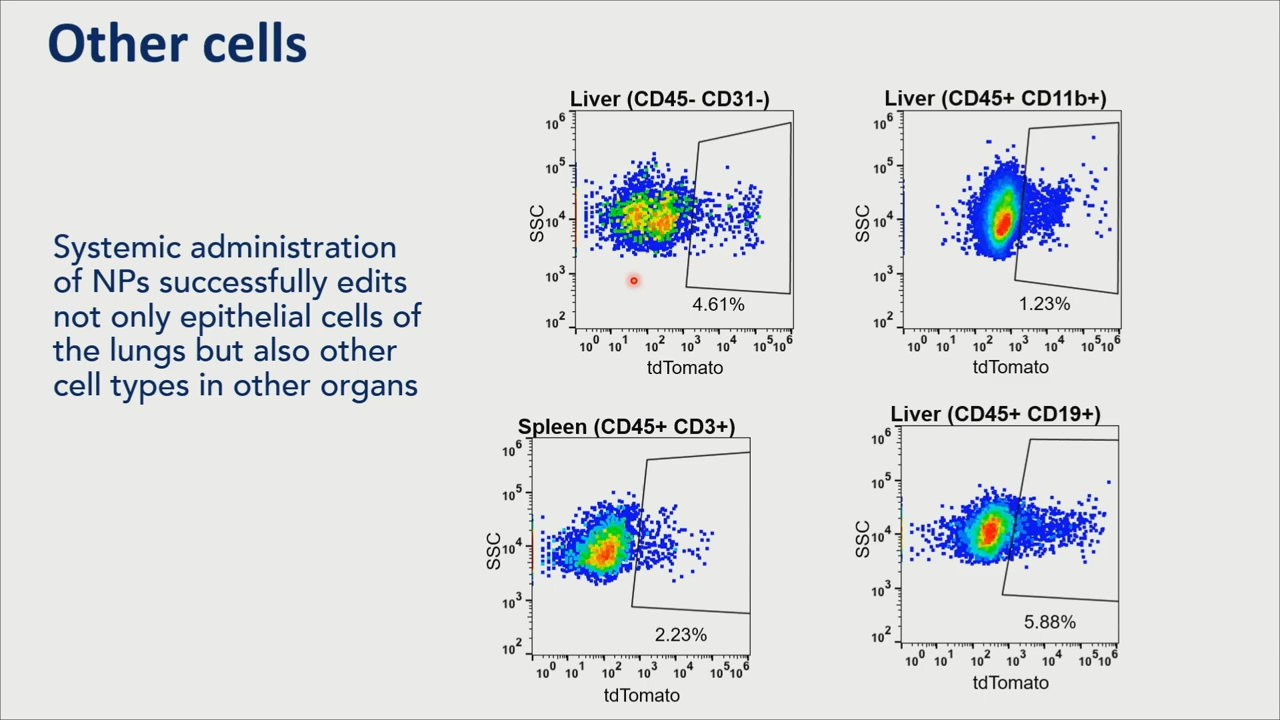 Other cells
Systemic administration
of NPs successfully edits
not only epithelial cells of
the lungs but also other
cell types in other organs
Liver (CD45- CD31-)
10⁶
10⁵
10⁴
10³
10²
SSC
4.61%
10⁰ 10¹ 10² 10³ 10⁴ 10⁵ 10⁶
tdTomato
Liver (CD45+ CD11b+)
10⁶
10⁵
10⁴
10³
10²
SSC
1.23%
10⁰ 10¹ 10² 10³ 10⁴ 10⁵ 10⁶
tdTomato
Spleen (CD45+ CD3+)
10⁶
10⁵
10⁴
10³
10²
SSC
2.23%
10⁰ 10¹ 10² 10³ 10⁴ 10⁵ 10⁶
tdTomato
Liver (CD45+ CD19+)
10⁶
10⁵
10⁴
10³
10²
SSC
5.88%
10⁰ 10¹ 10² 10³ 10⁴ 10⁵ 10⁶
tdTomato